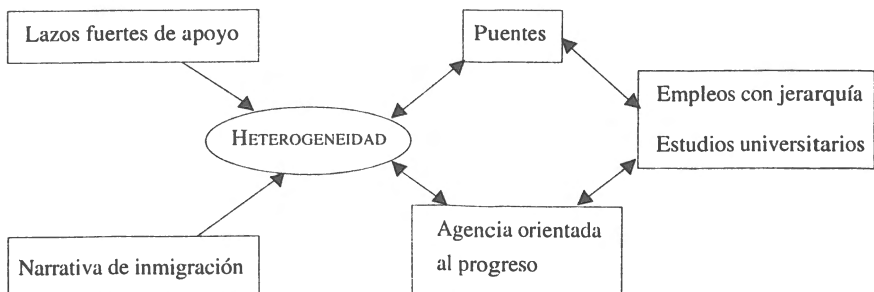 Lazos fuertes de apoyo
Puentes
Empleos con jerarquía
Estudios universitarios
HETEROGENEIDAD
Agencia orientada
al progreso
Narrativa de inmigración